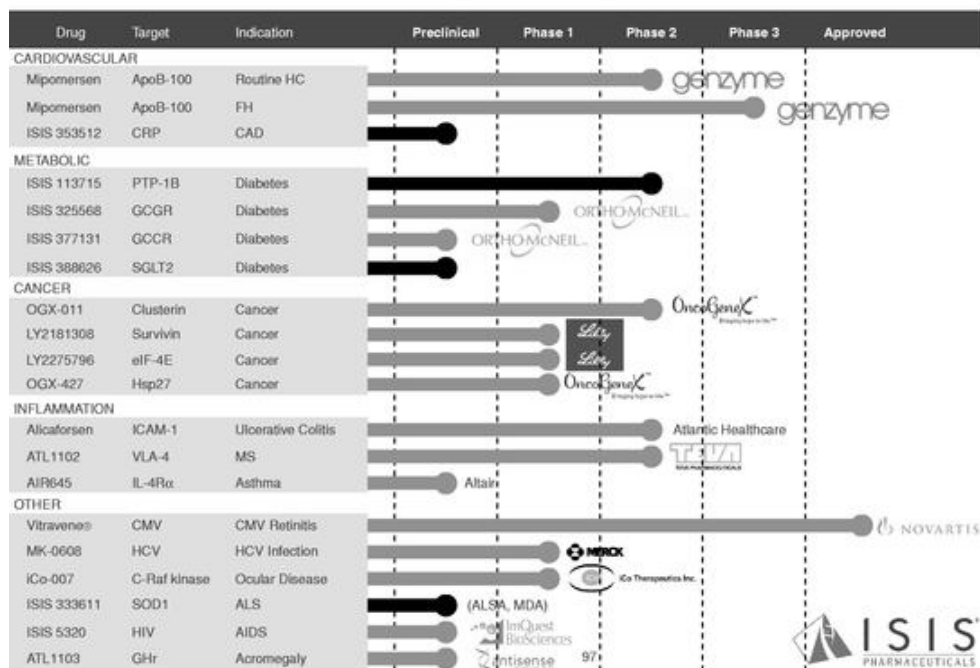 Drug Target Indication Preclinical Phase 1 Phase 2 Phase 3 Approved
CARDIOVASCULAR
Mipomersen ApoB-100 Routine HC genzyme
Mipomersen ApoB-100 FH genzyme
ISIS 353512 CRP CAD
METABOLIC
ISIS 113715 PTP-1B Diabetes
ISIS 325568 GCGR Diabetes ORTHO-McNEIL
ISIS 377131 GCCR Diabetes ORTHO-McNEIL
ISIS 388626 SGLT2 Diabetes
CANCER
OGX-011 Clusterin Cancer OncoGeneX
LY2181308 Survivin Cancer Lilly
LY2275796 eIF-4E Cancer Lilly
OGX-427 Hsp27 Cancer OncoGeneX
INFLAMMATION
Alicaforsen ICAM-1 Ulcerative Colitis Atlantic Healthcare
ATL1102 VLA-4 MS TEVA
TEVA PHARMACEUTICALS
AIR645 IL-4Rα Asthma Altair
OTHER
Vitravene® CMV CMV Retinitis NOVARTIS
MK-0608 HCV HCV Infection MERCK
iCo-007 C-Raf kinase Ocular Disease iCo Therapeutics Inc.
ISIS 333611 SOD1 ALS (ALSA, MDA)
ISIS 5320 HIV AIDS ImQuest
BioSciences
ATL1103 GHr Acromegaly antisense 97
ISIS
PHARMACEUTICALS